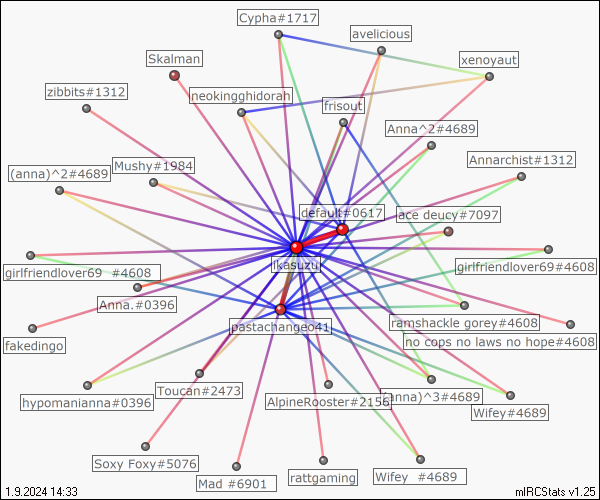 Cypha#1717
avelicious
xenoyaut
Skalman
zibbits#1312
neokingghidorah
frisout
Anna^2#4689
Annarchist#1312
Mushy#1984
(anna)^2#4689
default#0617
ace deucy#7097
ikasuzu
girlfriendlover69 #4608
girlfriendlover69#4608
Anna.#0396
pastachangeo41
ramshackle gorey#4608
no cops no laws no hope#4608
fakedingo
hypomanianna#0396
Toucan#2473
AlpineRooster#2156
(anna)^3#4689
Wifey#4689
Soxy Foxy#5076
Mad #6901
rattgaming
Wifey #4689
1.9.2024 14:33
mIRCStats v1.25